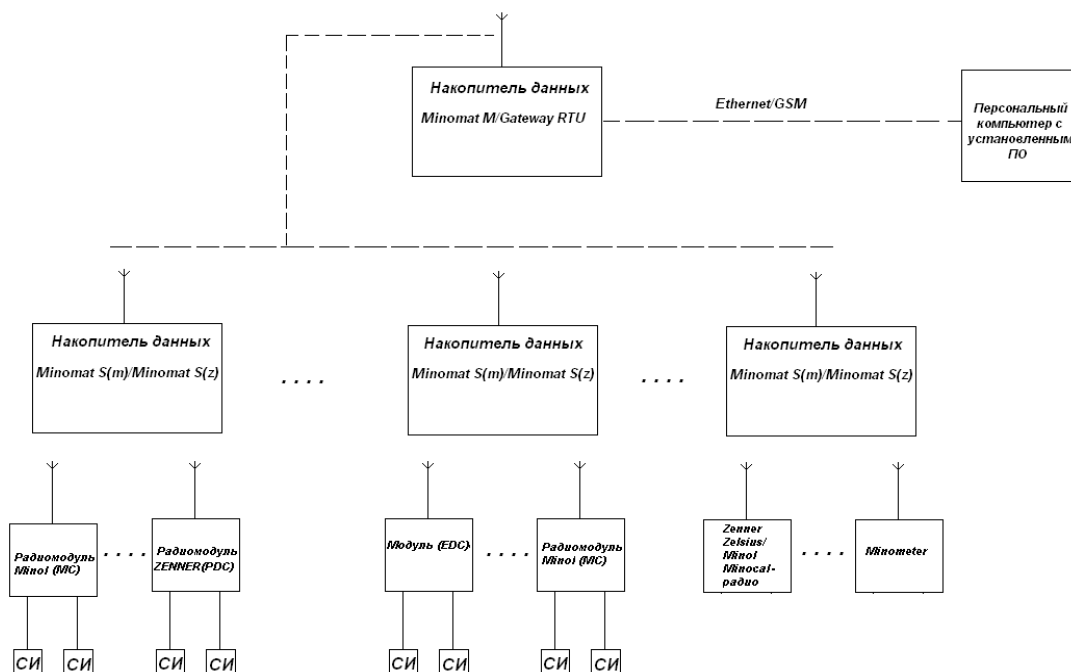 Накопитель данных
Minomat M/Gateway RTU
Ethernet/GSM
Персональный
компьютер с
установленным
ПО
Накопитель данных
Minomat S(m)/Minomat S(z)
. . . .
Накопитель данных
Minomat S(m)/Minomat S(z)
. . . .
Накопитель данных
Minomat S(m)/Minomat S(z)
Радиомодуль
Minol (MC)
. . . .
Радиомодуль
ZENNER(PDC)
Модуль (EDC)
. . . .
Радиомодуль
Minol (MC)
Zenner
Zelsius/
Minol
Minocal-
радио
. . . .
Minometer
СИ
СИ
СИ
СИ
СИ
СИ
СИ
СИ